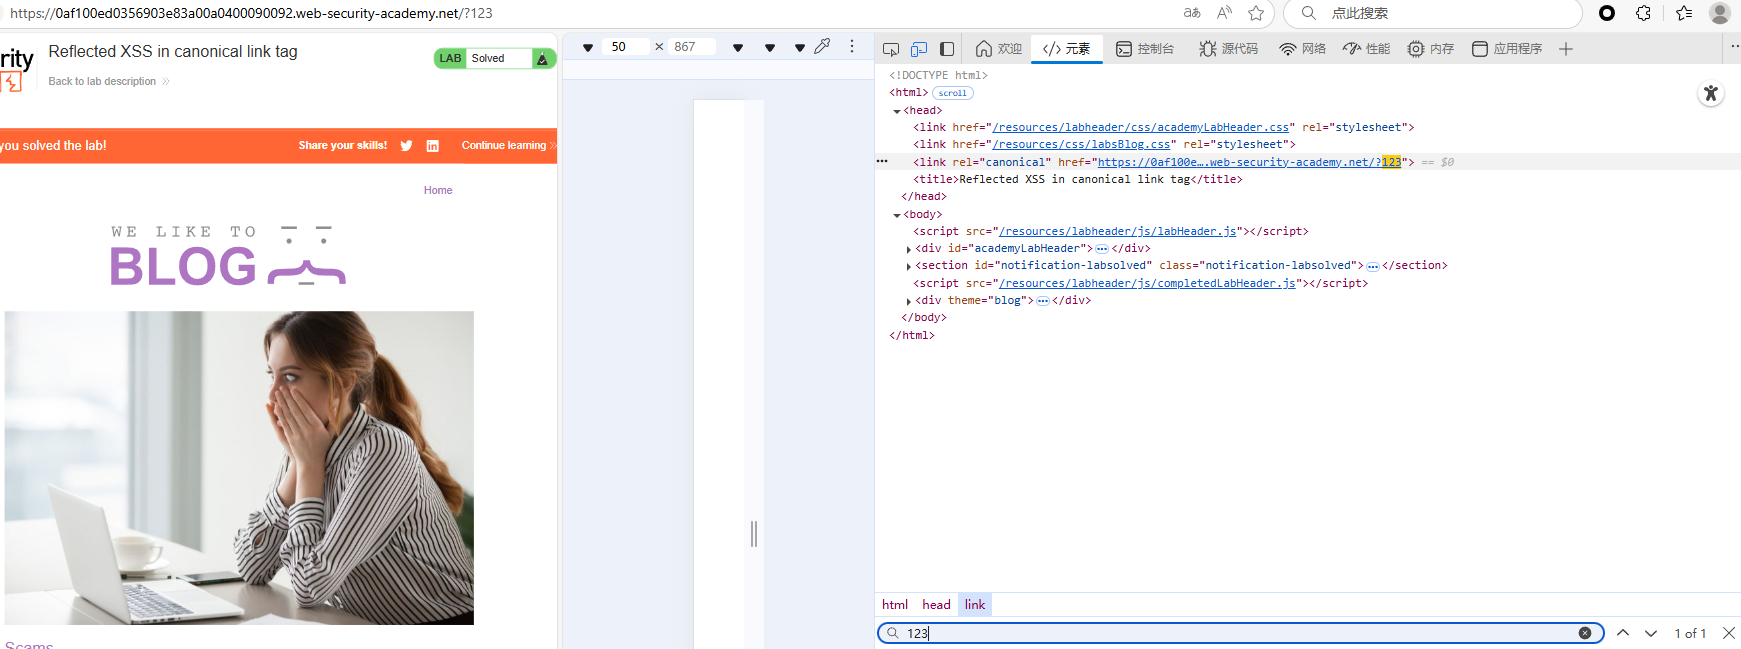 https://0af100ed0356903e83a00a0400090092.web-security-academy.net/?123
点此搜索
rity
Reflected XSS in canonical link tag
Back to lab description
LAB Solved
you solved the lab!
Share your skills!
Continue learning
Home
WE LIKE TO
BLOG
Scams
50 × 867
欢迎
</> 元素
控制台
源代码
网络
性能
内存
应用程序
<!DOCTYPE html>
<html> scroll
<head>
<link href="/resources/labheader/css/academyLabHeader.css" rel="stylesheet">
<link href="/resources/css/labsBlog.css" rel="stylesheet">
<link rel="canonical" href="https://0af100e….web-security-academy.net/?123"> == $0
<title>Reflected XSS in canonical link tag</title>
</head>
<body>
<script src="/resources/labheader/js/labHeader.js"></script>
<div id="academyLabHeader"> … </div>
<section id="notification-labsolved" class="notification-labsolved"> … </section>
<script src="/resources/labheader/js/completedLabHeader.js"></script>
<div theme="blog"> … </div>
</body>
</html>
html head link
123
1 of 1